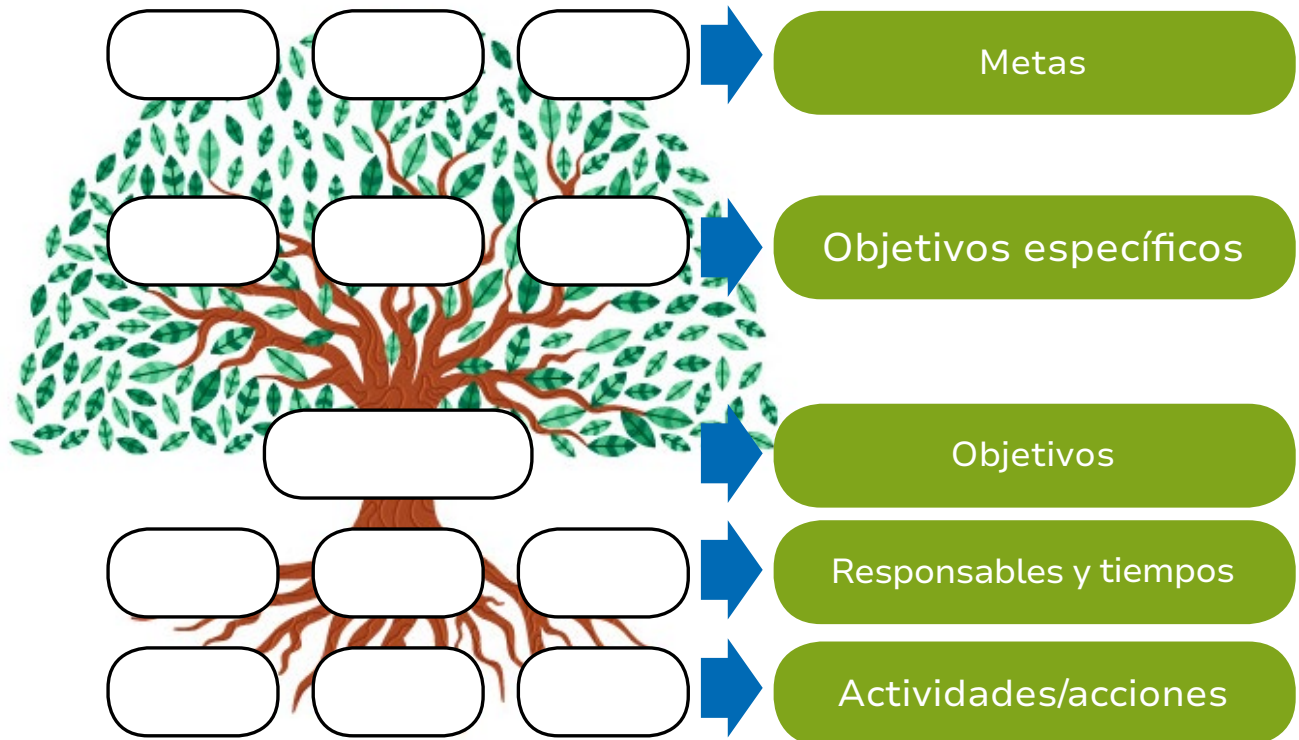 Metas
Objetivos específicos
Objetivos
Responsables y tiempos
Actividades/acciones